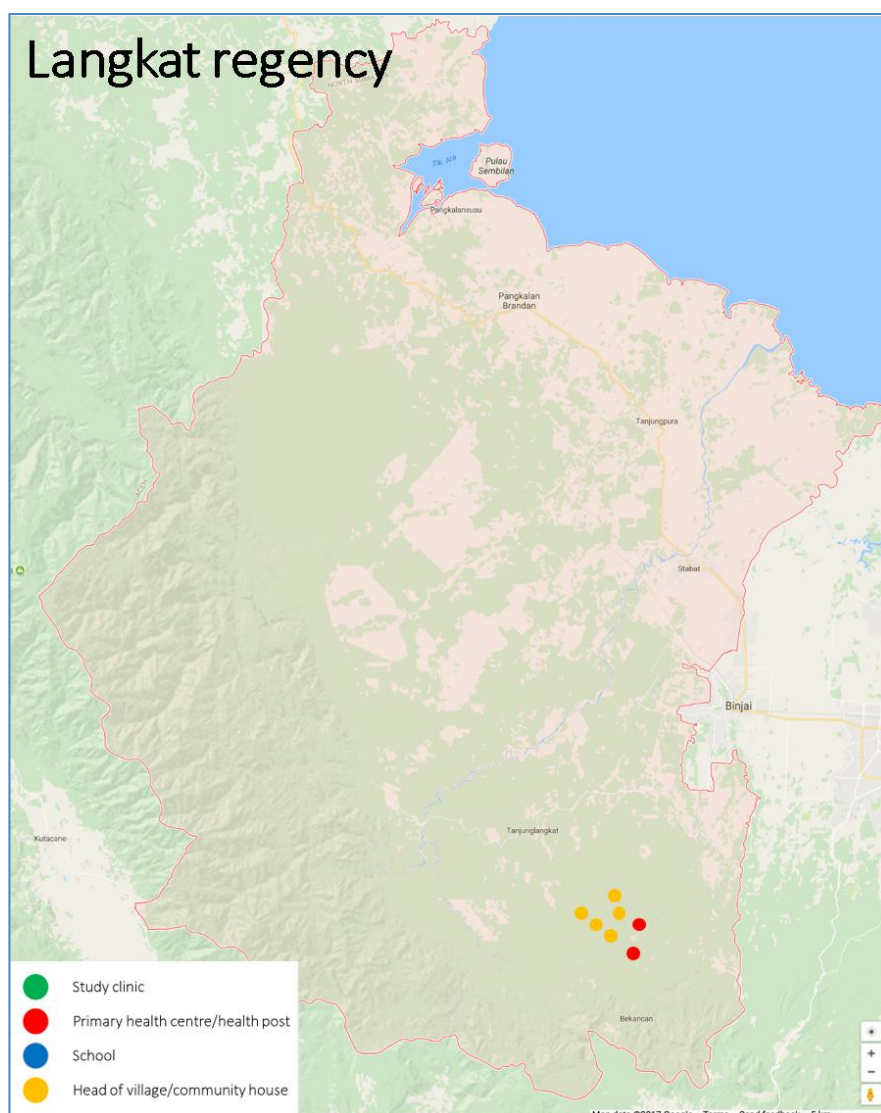 Langkat regency
Tlk. Aru
Pulau
Sembilan
Pangkalansusu
Pangkalan
Brandan
Tanjungpura
ACEH
Stabat
Binjai
Kutacane
Tanjunglangkat
Bekancan
Study clinic
Primary health centre/health post
School
Head of village/community house